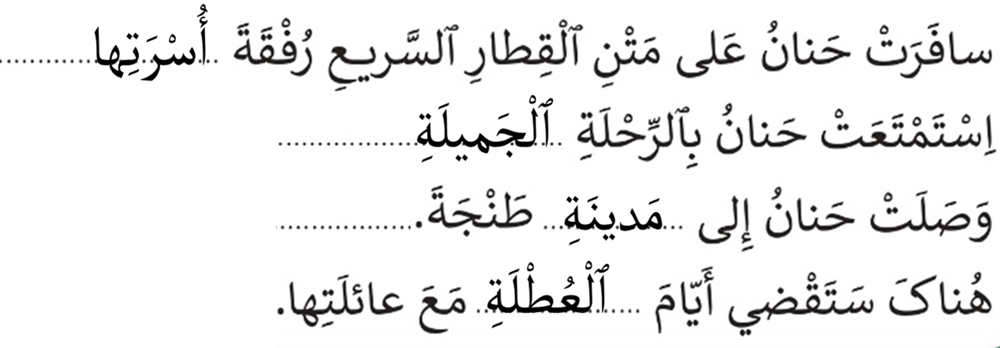 سافَرَتْ حَنانُ عَلى مَتْنِ ٱلْقِطارِ ٱلسَّريعِ رُفْقَةَ أُسْرَتِها ..............
اِسْتَمْتَعَتْ حَنانُ بِٱلرِّحْلَةِ ٱلْجَميلَةِ ..............
وَصَلَتْ حَنانُ إِلى ...مَدينَةِ... طَنْجَةَ. ..............
هُناكَ سَتَقْضي أَيّامَ ....ٱلْعُطْلَةِ.. مَعَ عائلَتِها.